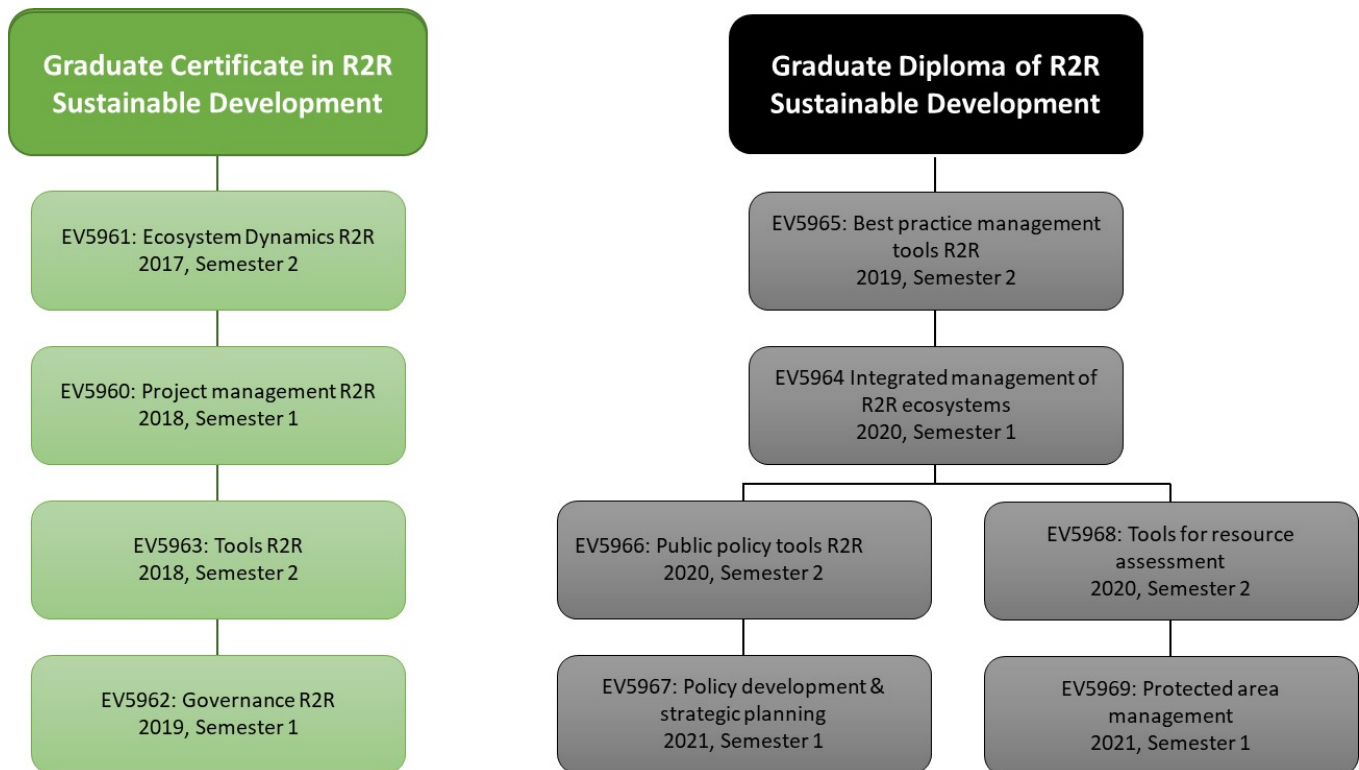 Graduate Certificate in R2R
Sustainable Development
EV5961: Ecosystem Dynamics R2R
2017, Semester 2
EV5960: Project management R2R
2018, Semester 1
EV5963: Tools R2R
2018, Semester 2
EV5962: Governance R2R
2019, Semester 1
Graduate Diploma of R2R
Sustainable Development
EV5965: Best practice management
tools R2R
2019, Semester 2
EV5964 Integrated management of
R2R ecosystems
2020, Semester 1
EV5966: Public policy tools R2R
2020, Semester 2
EV5967: Policy development &
strategic planning
2021, Semester 1
EV5968: Tools for resource
assessment
2020, Semester 2
EV5969: Protected area
management
2021, Semester 1